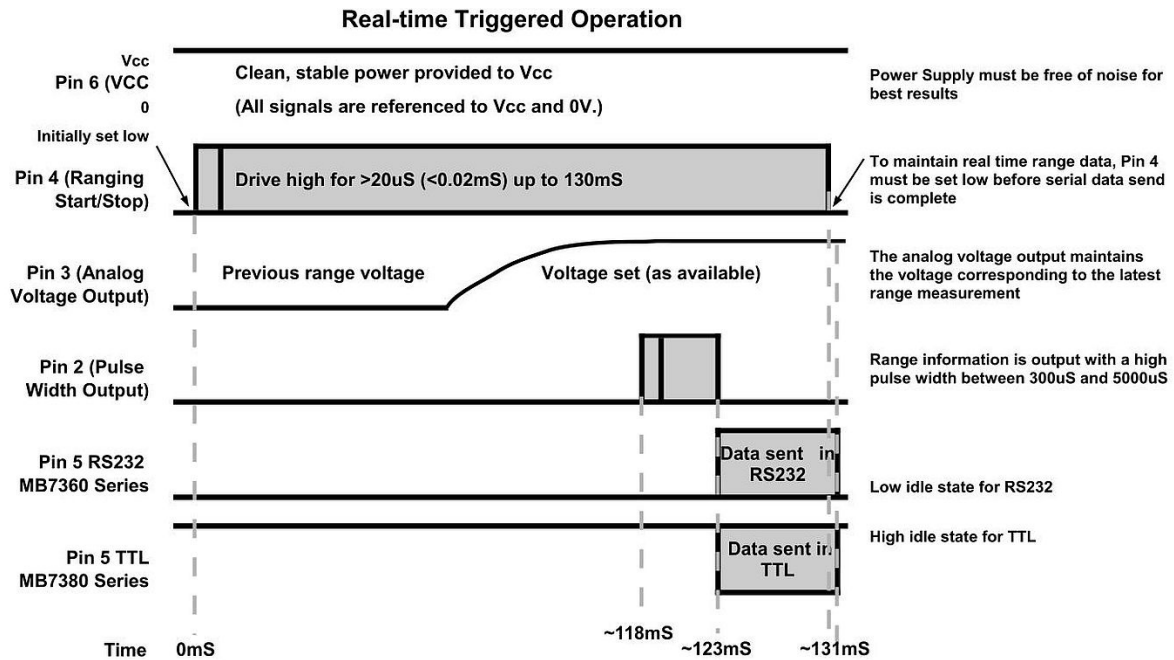 Real-time Triggered Operation
Vcc
Pin 6 (VCC
0
Clean, stable power provided to Vcc
(All signals are referenced to Vcc and 0V.)
Power Supply must be free of noise for
best results
Initially set low
Pin 4 (Ranging
Start/Stop)
Drive high for >20uS (<0.02mS) up to 130mS
To maintain real time range data, Pin 4
must be set low before serial data send
is complete
Pin 3 (Analog
Voltage Output)
Previous range voltage
Voltage set (as available)
The analog voltage output maintains
the voltage corresponding to the latest
range measurement
Pin 2 (Pulse
Width Output)
Range information is output with a high
pulse width between 300uS and 5000uS
Pin 5 RS232
MB7360 Series
Data sent in
RS232
Low idle state for RS232
Pin 5 TTL
MB7380 Series
Data sent in
TTL
High idle state for TTL
Time
0mS
~118mS
~123mS
~131mS